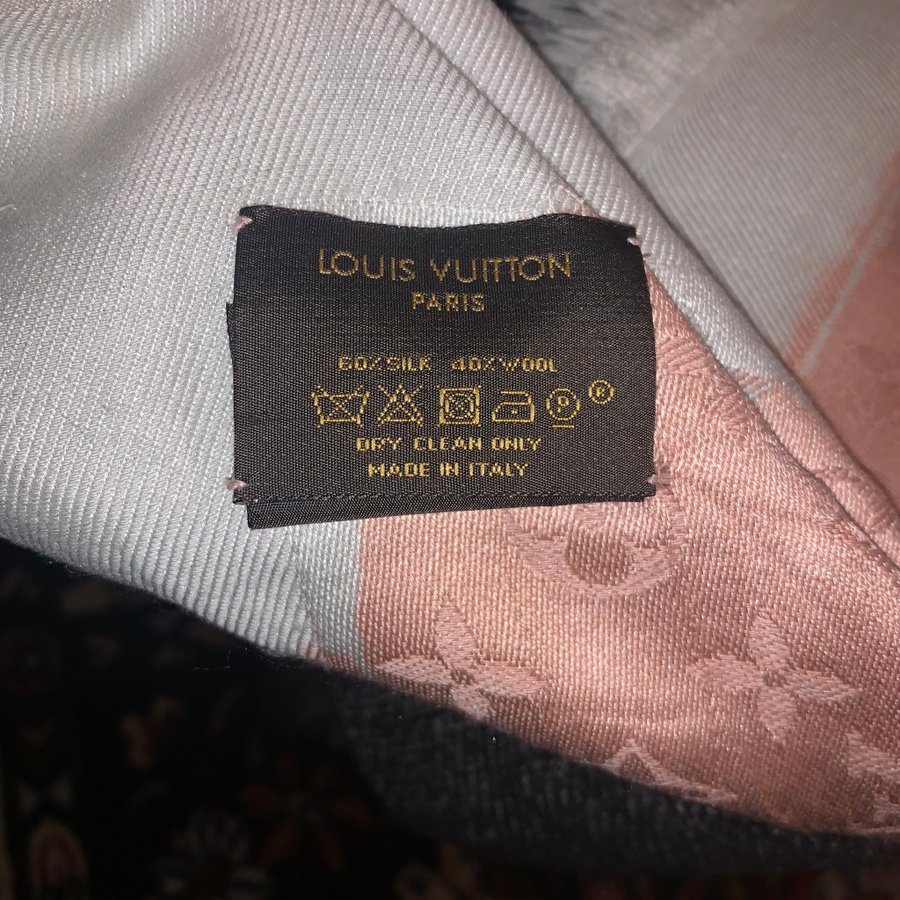 LOUIS VUITTON
PARIS
60% SILK 40% WOOL
P ®
DRY CLEAN ONLY
MADE IN ITALY